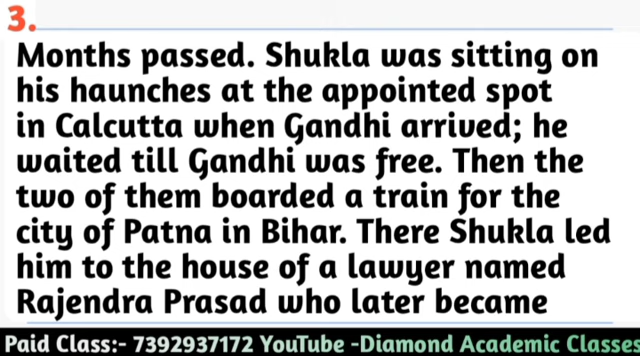 3.
Months passed. Shukla was sitting on
his haunches at the appointed spot
in Calcutta when Gandhi arrived; he
waited till Gandhi was free. Then the
two of them boarded a train for the
city of Patna in Bihar. There Shukla led
him to the house of a lawyer named
Rajendra Prasad who later became
Paid Class:- 7392937172 YouTube -Diamond Academic Classes